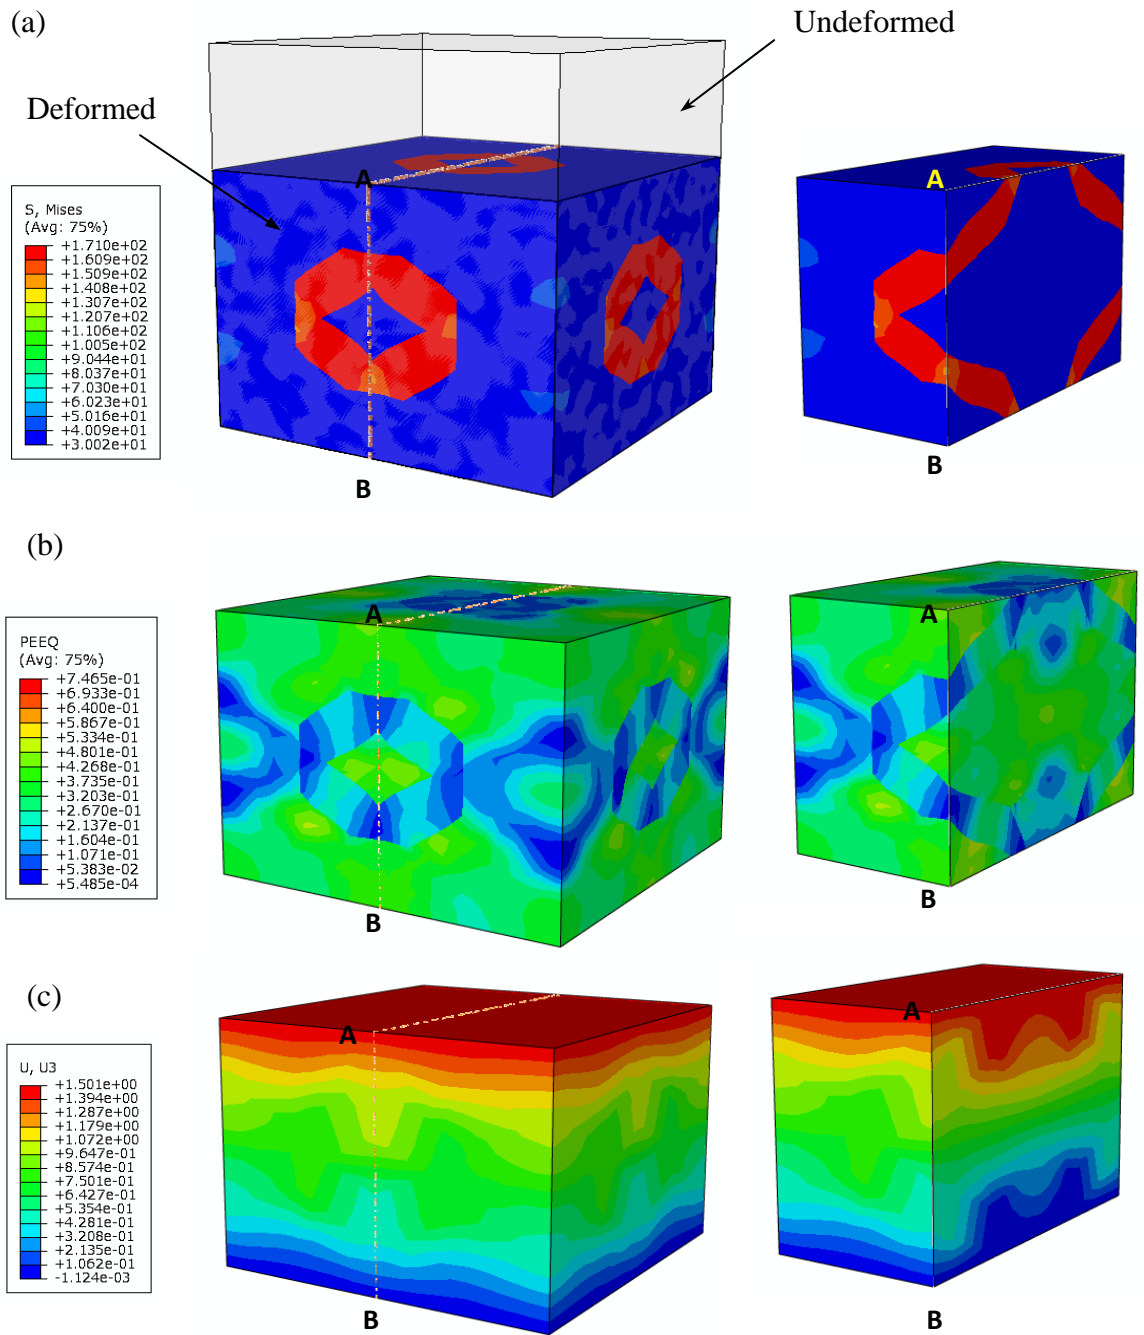 (a)
Undeformed
Deformed
A
A
S, Mises
(Avg: 75%)
+1.710e+02
+1.609e+02
+1.509e+02
+1.408e+02
+1.307e+02
+1.207e+02
+1.106e+02
+1.005e+02
+9.044e+01
+8.037e+01
+7.030e+01
+6.023e+01
+5.016e+01
+4.009e+01
+3.002e+01
B
B
(b)
A
A
PEEQ
(Avg: 75%)
+7.465e-01
+6.933e-01
+6.400e-01
+5.867e-01
+5.334e-01
+4.801e-01
+4.268e-01
+3.735e-01
+3.203e-01
+2.670e-01
+2.137e-01
+1.604e-01
+1.071e-01
+5.383e-02
+5.485e-04
B
B
(c)
A
A
U, U3
+1.501e+00
+1.394e+00
+1.287e+00
+1.179e+00
+1.072e+00
+9.647e-01
+8.574e-01
+7.501e-01
+6.427e-01
+5.354e-01
+4.281e-01
+3.208e-01
+2.135e-01
+1.062e-01
-1.124e-03
B
B